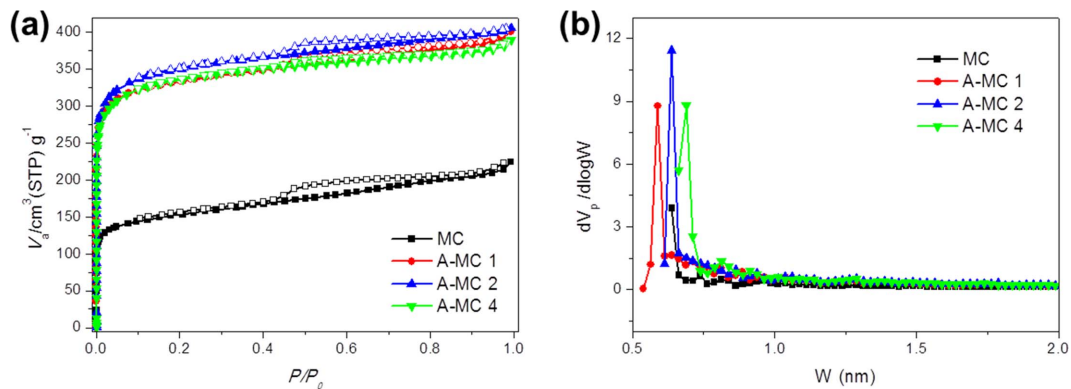 (a)
400
350
300
250
200
150
100
50
0
Va/cm3(STP) g-1
MC
A-MC 1
A-MC 2
A-MC 4
0.0 0.2 0.4 0.6 0.8 1.0
P/P0
(b)
12
9
6
3
0
dVp/dlogW
MC
A-MC 1
A-MC 2
A-MC 4
0.5 1.0 1.5 2.0
W (nm)